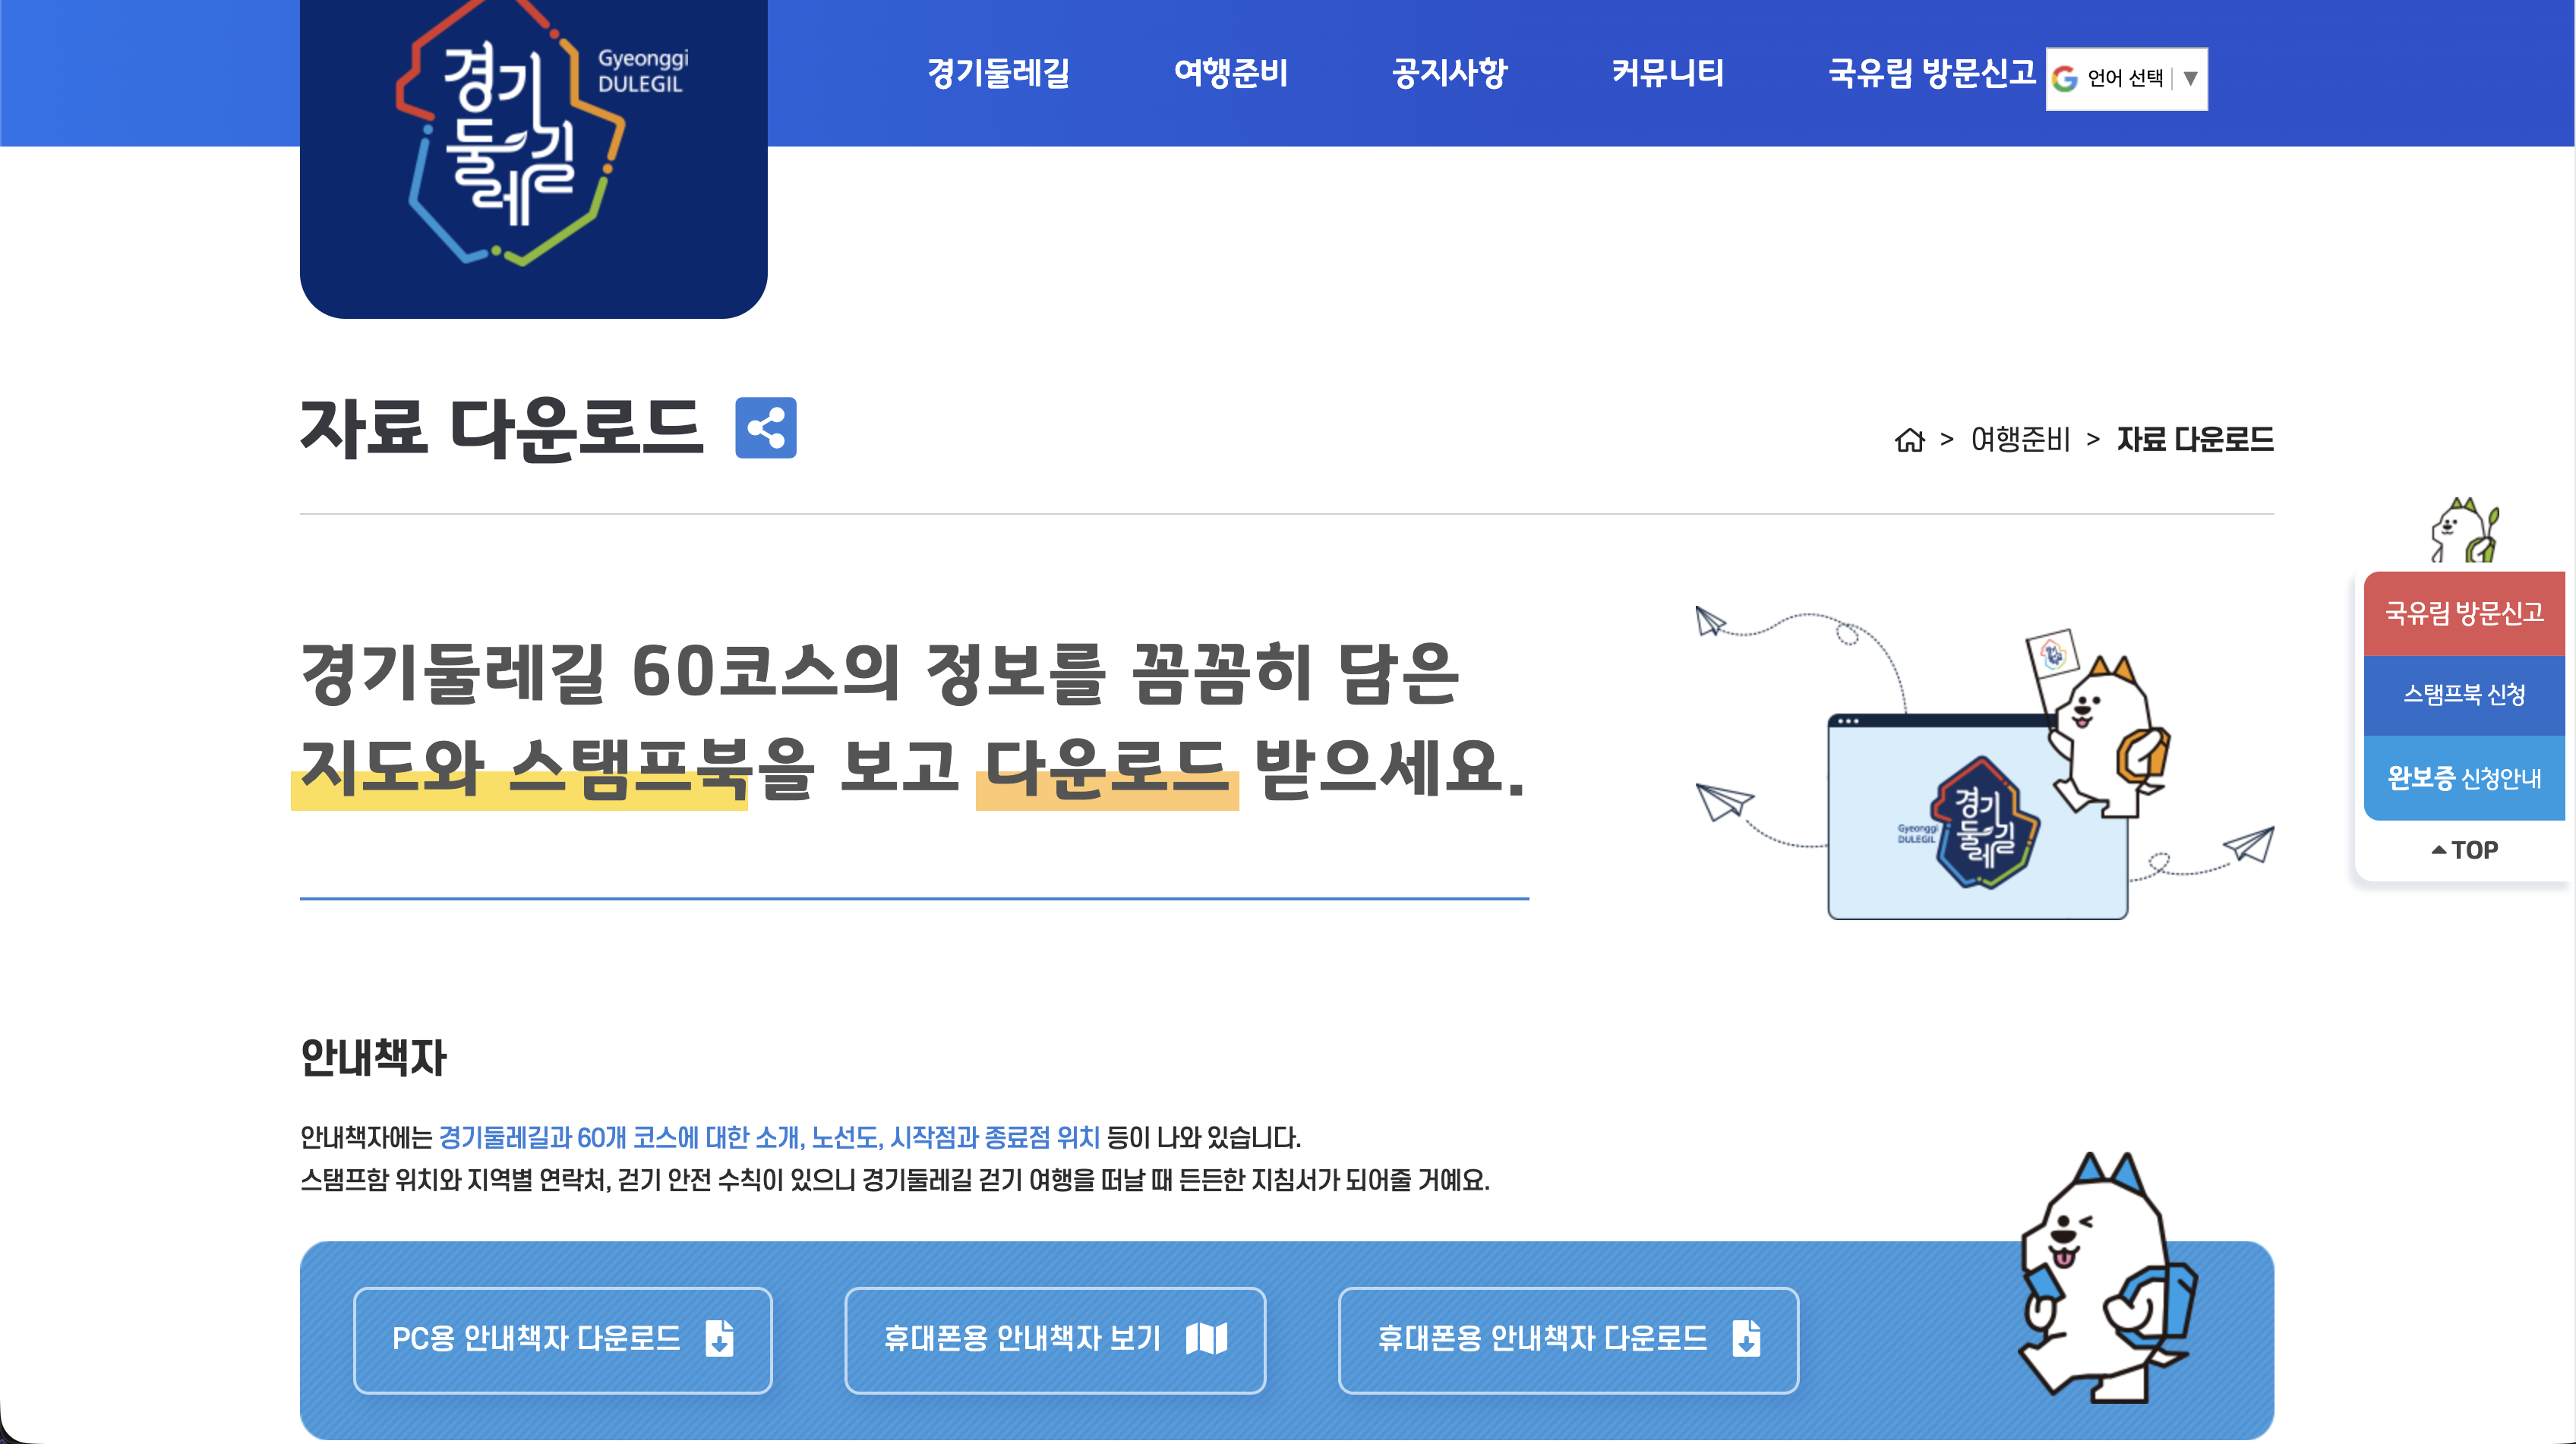 경기둘레길
Gyeonggi
DULEGIL
경기둘레길 여행준비 공지사항 커뮤니티 국유림 방문신고
G 언어 선택 ▼
자료 다운로드
> 여행준비 > 자료 다운로드
경기둘레길 60코스의 정보를 꼼꼼히 담은
지도와 스탬프북을 보고 다운로드 받으세요.
Gyeonggi
DULEGIL
경기둘레길
국유림 방문신고
스탬프북 신청
완보증 신청안내
TOP
안내책자
안내책자에는 경기둘레길과 60개 코스에 대한 소개, 노선도, 시작점과 종료점 위치 등이 나와 있습니다.
스탬프함 위치와 지역별 연락처, 걷기 안전 수칙이 있으니 경기둘레길 걷기 여행을 떠날 때 든든한 지침서가 되어줄 거예요.
PC용 안내책자 다운로드
휴대폰용 안내책자 보기
휴대폰용 안내책자 다운로드